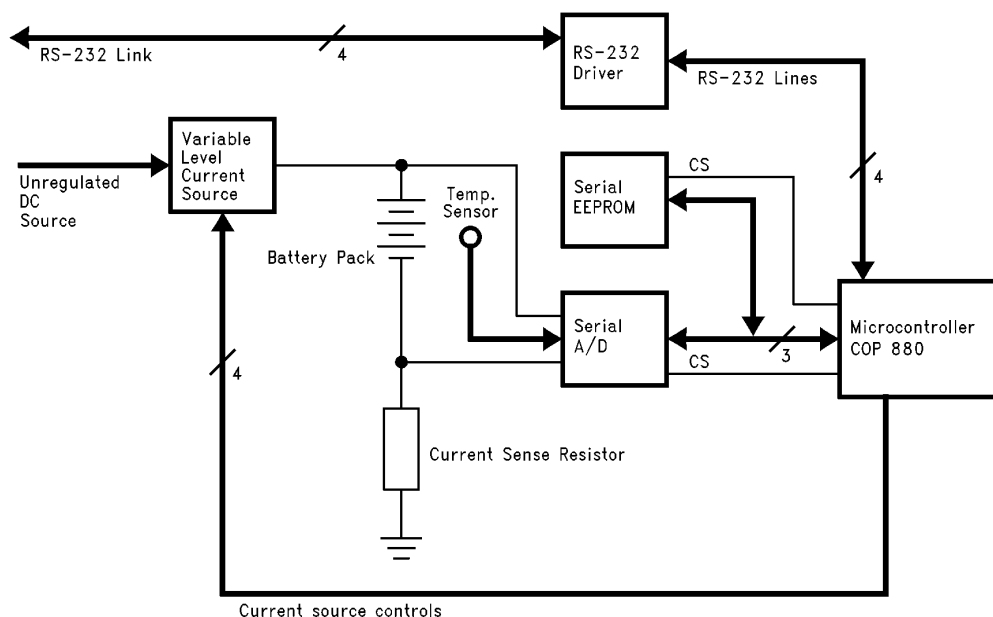 RS-232 Link
4
RS-232
Driver
RS-232 Lines
4
Variable
Level
Current
Source
Unregulated
DC
Source
Battery Pack
Temp.
Sensor
Serial
EEPROM
CS
Serial
A/D
3
CS
Microcontroller
COP 880
4
Current Sense Resistor
Current source controls